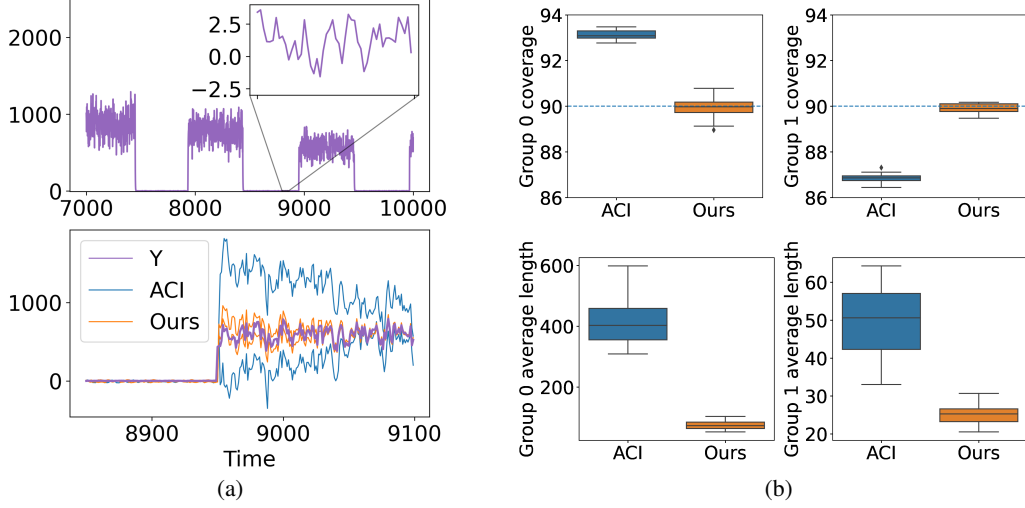 2000
1000
0
7000 8000 9000 10000
2.5
0.0
−2.5
1000
0
8900 9000 9100
Time
Y
ACI
Ours
(a)
Group 0 coverage
94
92
90
88
86
ACI Ours
Group 1 coverage
94
92
90
88
86
ACI Ours
Group 0 average length
600
400
200
ACI Ours
Group 1 average length
60
50
40
30
20
ACI Ours
(b)